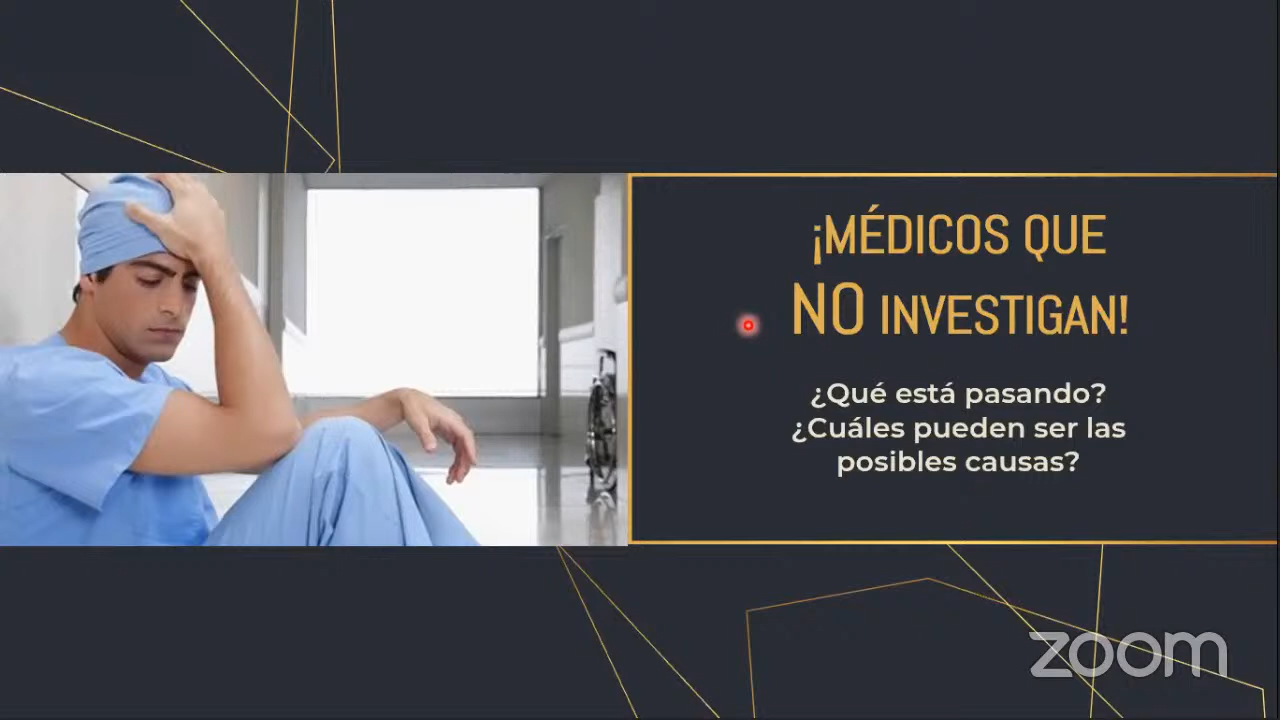 ¡MÉDICOS QUE
NO INVESTIGAN!
¿Qué está pasando?
¿Cuáles pueden ser las
posibles causas?
zoom